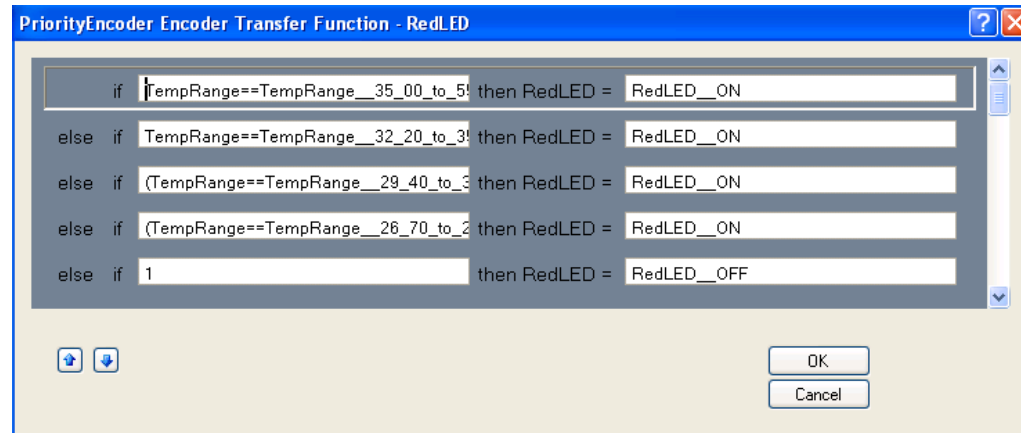 PriorityEncoder Encoder Transfer Function - RedLED
if TempRange==TempRange__35_00_to_5 then RedLED = RedLED__ON
else if TempRange==TempRange__32_20_to_3 then RedLED = RedLED__ON
else if (TempRange==TempRange__29_40_to_3 then RedLED = RedLED__ON
else if (TempRange==TempRange__26_70_to_2 then RedLED = RedLED__ON
else if 1 then RedLED = RedLED__OFF
OK
Cancel